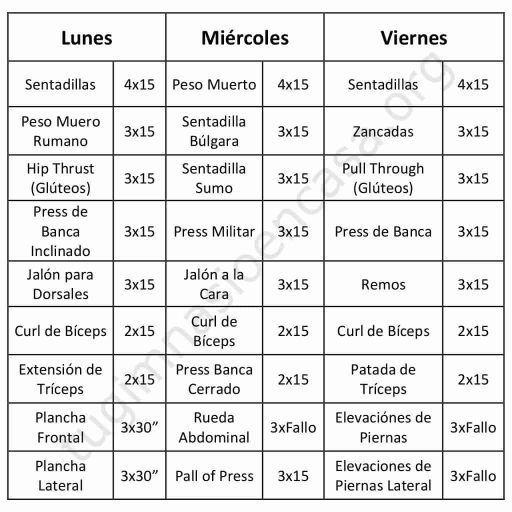 Lunes Miércoles Viernes
Sentadillas 4x15 Peso Muerto 4x15 Sentadillas 4x15
Peso Muero Rumano 3x15 Sentadilla Búlgara 3x15 Zancadas 3x15
Hip Thrust (Glúteos) 3x15 Sentadilla Sumo 3x15 Pull Through (Glúteos) 3x15
Press de Banca Inclinado 3x15 Press Militar 3x15 Press de Banca 3x15
Jalón para Dorsales 3x15 Jalón a la Cara 3x15 Remos 3x15
Curl de Bíceps 2x15 Curl de Bíceps 2x15 Curl de Bíceps 2x15
Extensión de Tríceps 2x15 Press Banca Cerrado 2x15 Patada de Tríceps 2x15
Plancha Frontal 3x30” Rueda Abdominal 3xFallo Elevaciónes de Piernas 3xFallo
Plancha Lateral 3x30” Pall of Press 3x15 Elevaciones de Piernas Lateral 3xFallo
tugimnasioencasa.org